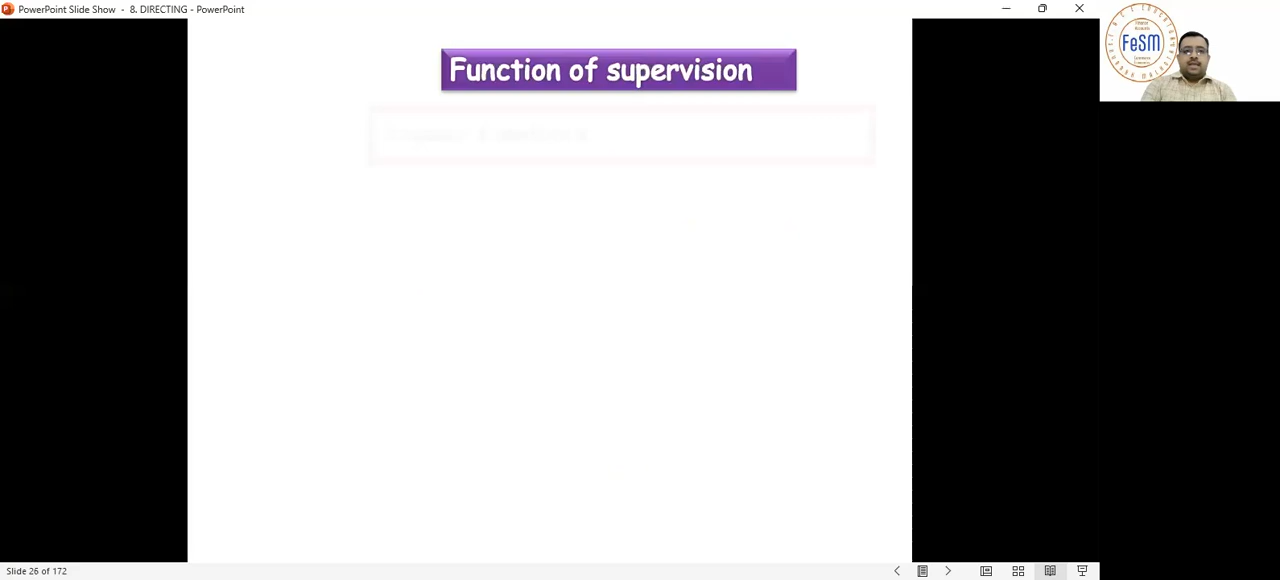 PowerPoint Slide Show - 8. DIRECTING - PowerPoint
Function of supervision
FeSM
Slide 26 of 172